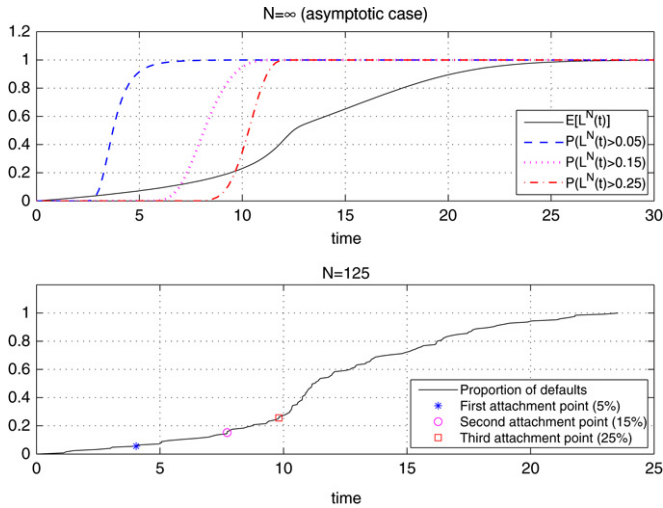 N=∞ (asymptotic case)
1.2
1
0.8
0.6
0.4
0.2
0
E[L^N(t)]
P(L^N(t)>0.05)
P(L^N(t)>0.15)
P(L^N(t)>0.25)
0 5 10 15 20 25 30
time
N=125
1
0.8
0.6
0.4
0.2
0
Proportion of defaults
First attachment point (5%)
Second attachment point (15%)
Third attachment point (25%)
0 5 10 15 20 25
time